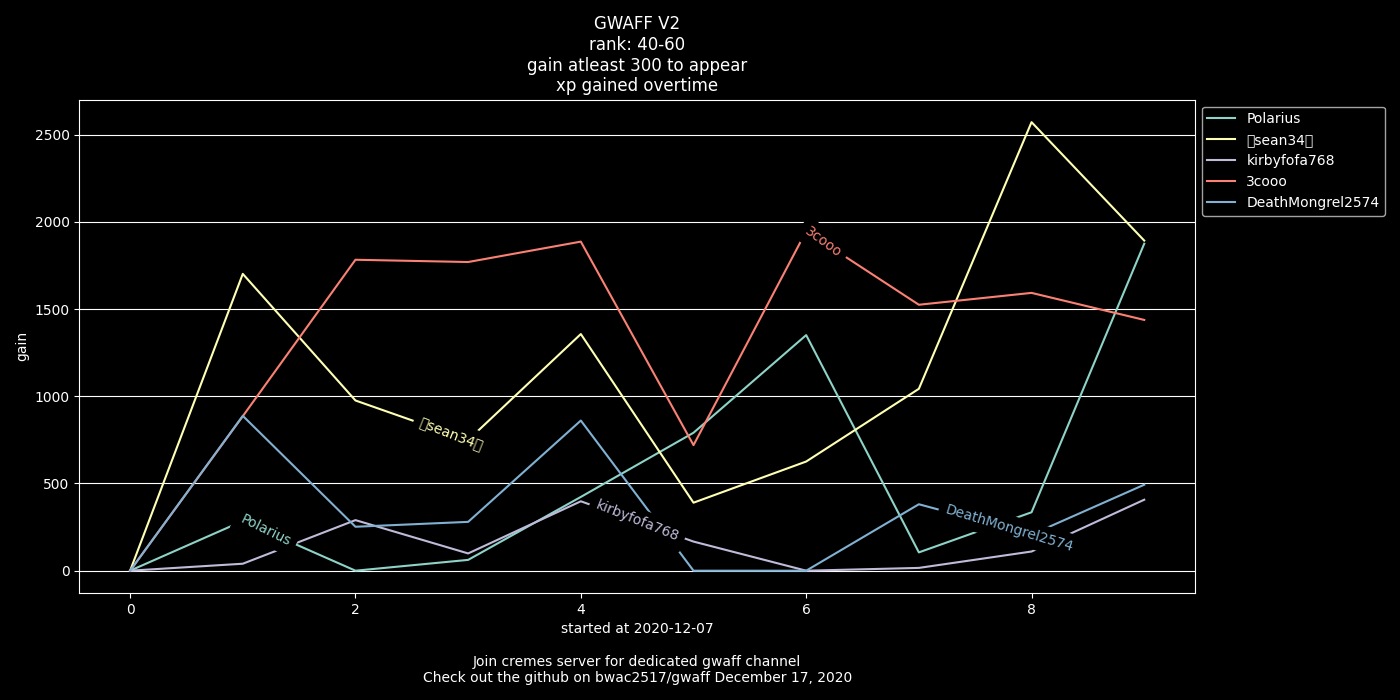 GWAFF V2
rank: 40-60
gain atleast 300 to appear
xp gained overtime
2500
2000
1500
1000
500
0
gain
0
2
4
6
8
started at 2020-12-07
Polarius
sean34
kirbyfofa768
3cooo
DeathMongrel2574
Polarius
sean34
kirbyfofa768
3cooo
DeathMongrel2574
Join cremes server for dedicated gwaff channel
Check out the github on bwac2517/gwaff December 17, 2020